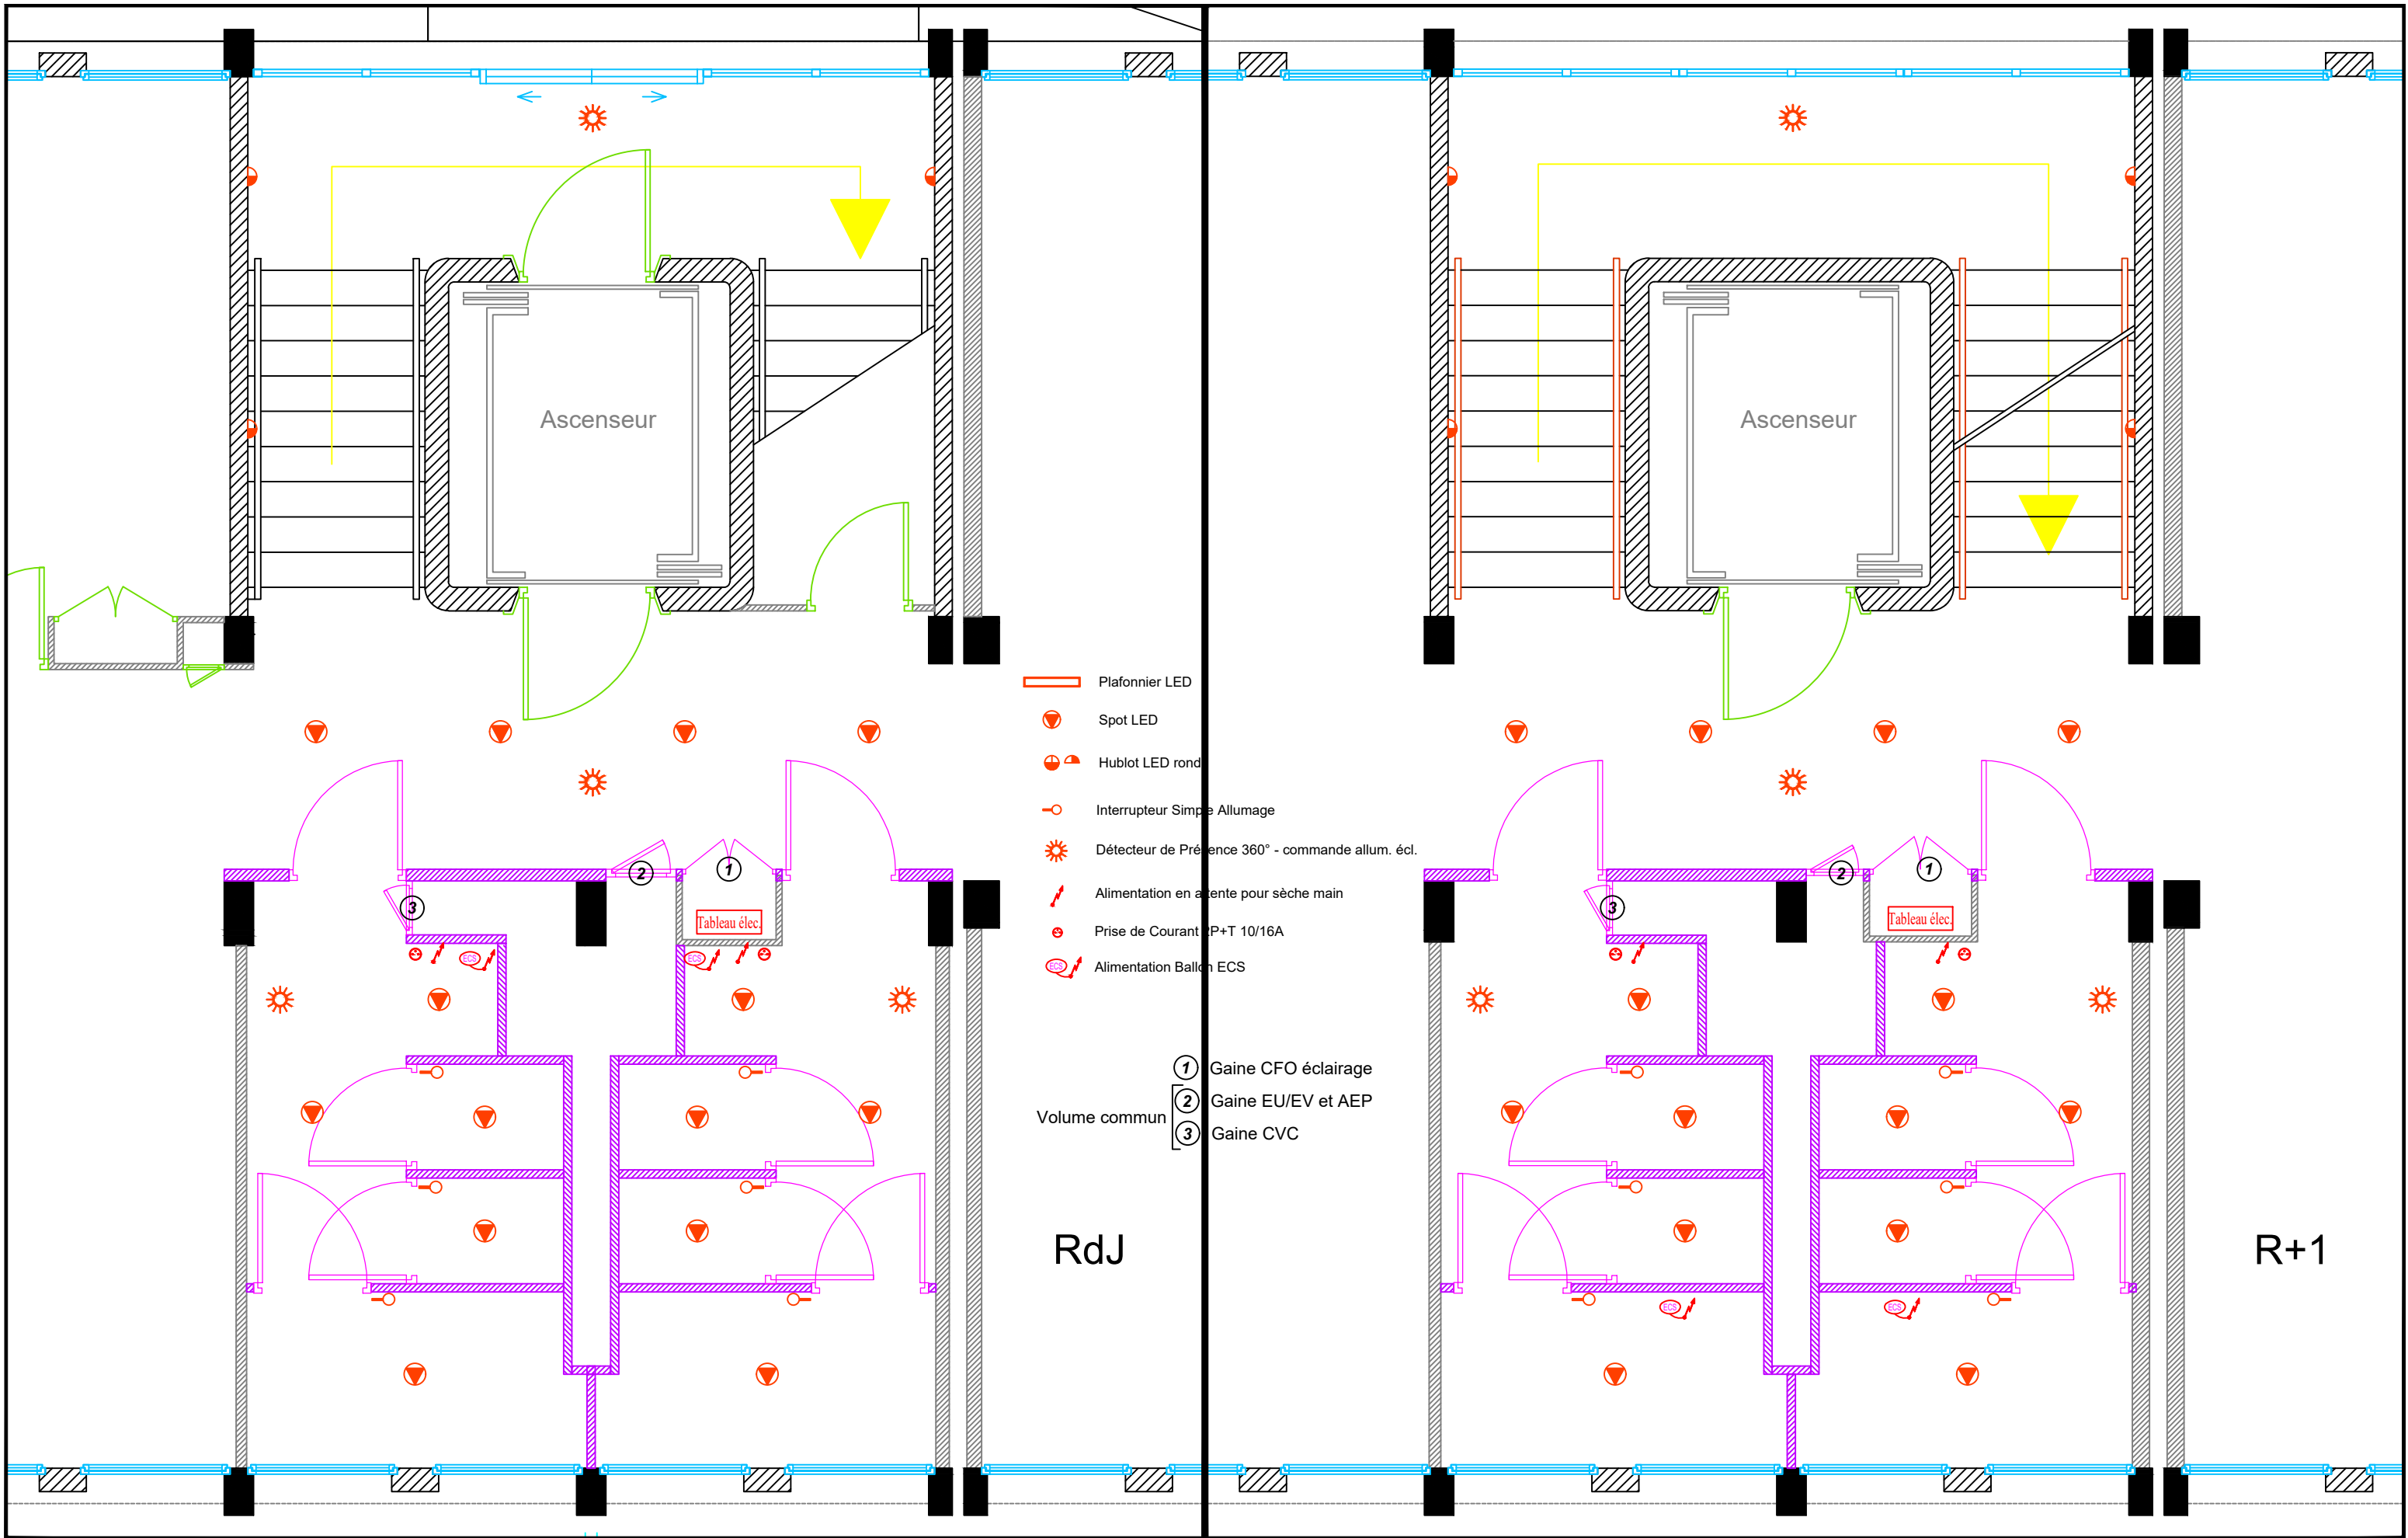 Ascenseur
Ascenseur
Plafonnier LED
Spot LED
Hublot LED rond
Interrupteur Simple Allumage
Détecteur de Présence 360° - commande allum. écl.
Alimentation en attente pour sèche main
Prise de Courant 2P+T 10/16A
ECS Alimentation Ballon ECS
2
1
3
Tableau élec.
ECS
ECS
2
1
3
Tableau élec.
1 Gaine CFO éclairage
Volume commun
2 Gaine EU/EV et AEP
3 Gaine CVC
RdJ
R+1
ECS
ECS